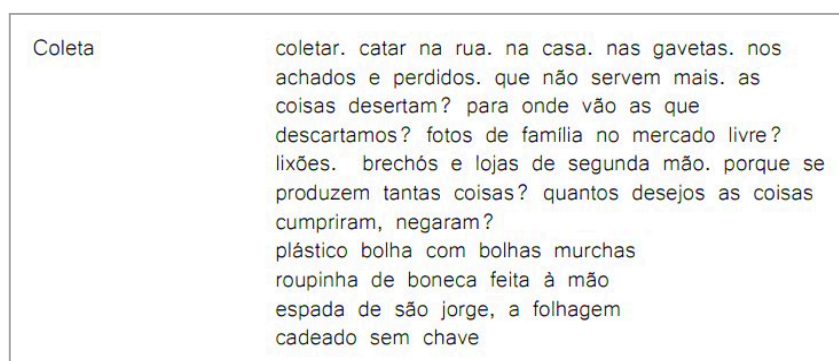 Coleta coletar. catar na rua. na casa. nas gavetas. nos
achados e perdidos. que não servem mais. as
coisas desertam? para onde vão as que
descartamos? fotos de família no mercado livre?
lixões. brechós e lojas de segunda mão. porque se
produzem tantas coisas? quantos desejos as coisas
cumpriram, negaram?
plástico bolha com bolhas murchas
roupinha de boneca feita à mão
espada de são jorge, a folhagem
cadeado sem chave